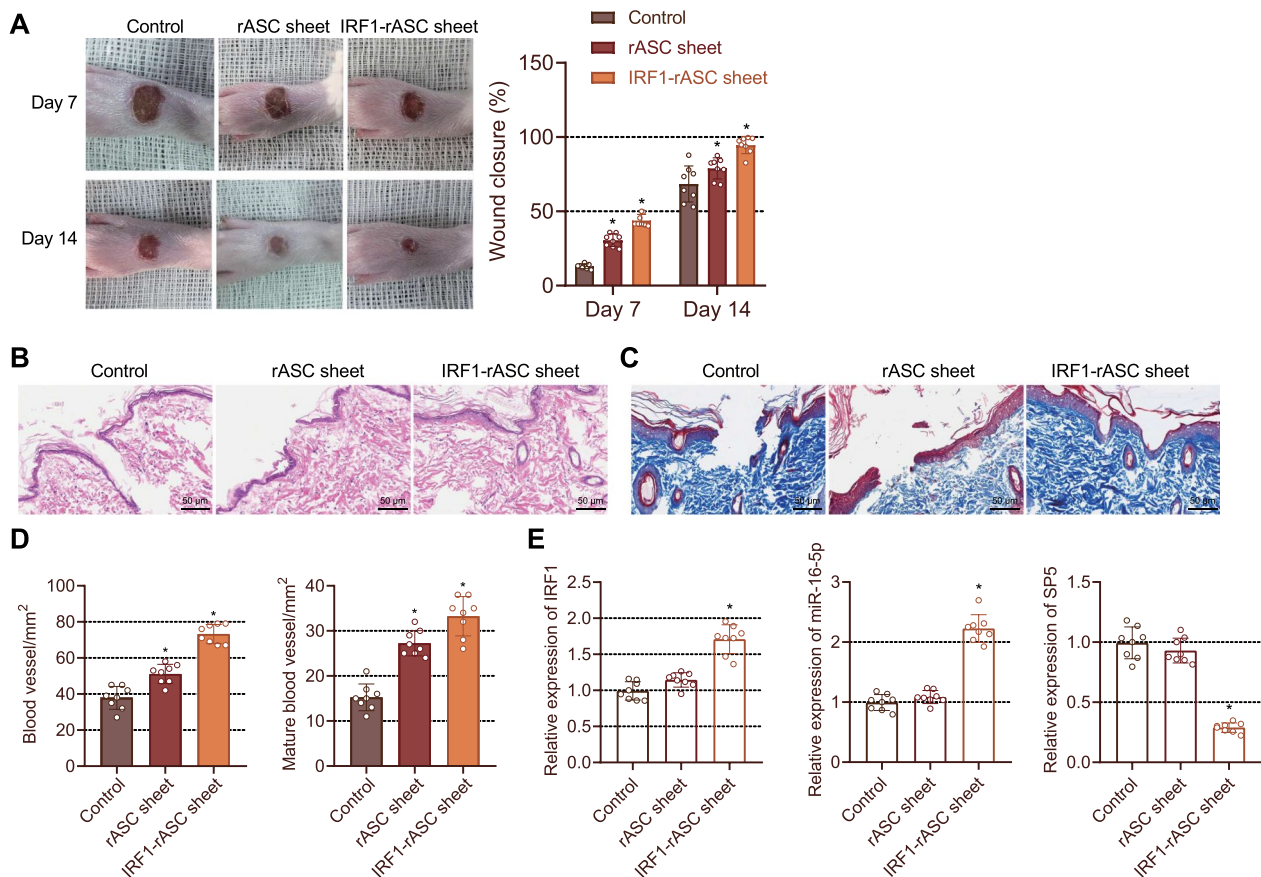 A
Control
rASC sheet
IRF1-rASC sheet
Day 7
Day 14
Control
rASC sheet
IRF1-rASC sheet
Wound closure (%)
150
100
50
0
*
*
*
*
Day 7
Day 14
B
Control
rASC sheet
IRF1-rASC sheet
50 μm
50 μm
50 μm
C
Control
rASC sheet
IRF1-rASC sheet
50 μm
50 μm
50 μm
D
Blood vessel/mm2
100
80
60
40
20
0
*
*
Control
rASC sheet
IRF1-rASC sheet
Mature blood vessel/mm2
40
30
20
10
0
*
*
Control
rASC sheet
IRF1-rASC sheet
E
Relative expression of IRF1
2.5
2.0
1.5
1.0
0.5
0.0
*
Control
rASC sheet
IRF1-rASC sheet
Relative expression of miR-16-5p
3
2
1
0
*
Control
rASC sheet
IRF1-rASC sheet
Relative expression of SP5
1.5
1.0
0.5
0.0
*
Control
rASC sheet
IRF1-rASC sheet